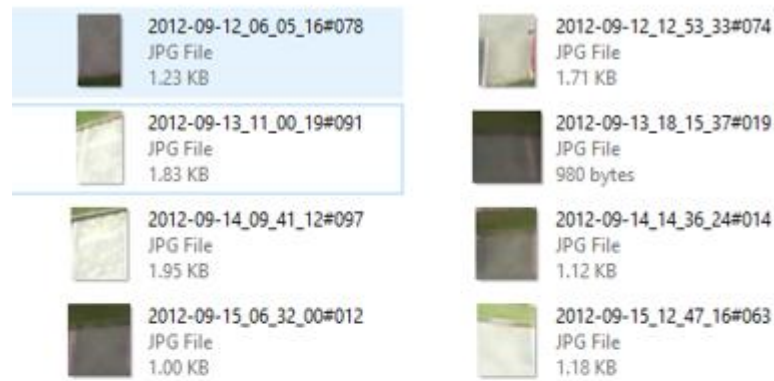 2012-09-12_06_05_16#078
JPG File
1.23 KB
2012-09-12_12_53_33#074
JPG File
1.71 KB
2012-09-13_11_00_19#091
JPG File
1.83 KB
2012-09-13_18_15_37#019
JPG File
980 bytes
2012-09-14_09_41_12#097
JPG File
1.95 KB
2012-09-14_14_36_24#014
JPG File
1.12 KB
2012-09-15_06_32_00#012
JPG File
1.00 KB
2012-09-15_12_47_16#063
JPG File
1.18 KB